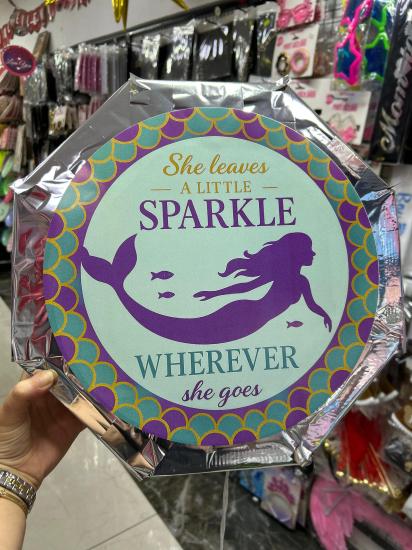 She leaves
A LITTLE
SPARKLE
WHEREVER
she goes